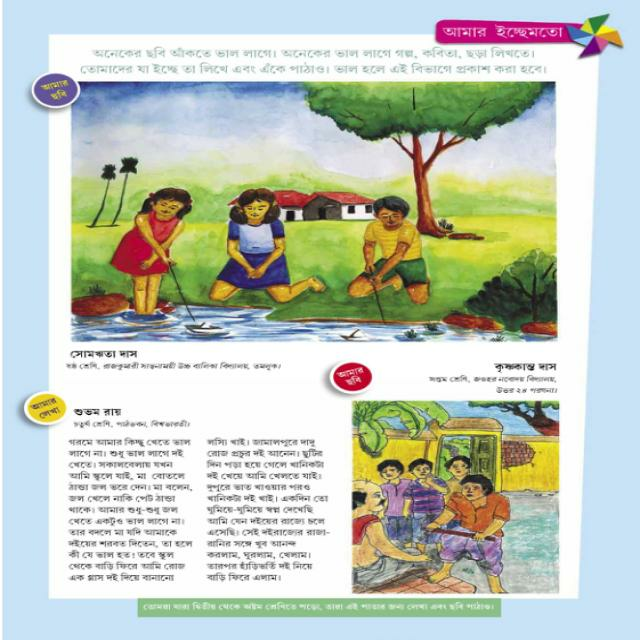 আমার ইচ্ছেমতো
অনেকের ছবি আঁকতে ভাল লাগে। অনেকের ভাল লাগে গল্প, কবিতা, ছড়া লিখতে।
তোমাদের যা ইচ্ছে তা লিখে এবং এঁকে পাঠাও। ভাল হলে এই বিভাগে প্রকাশ করা হবে।
আমার
ছবি
সোমঋতা দাস
ষষ্ঠ শ্রেণি, রাজকুমারী সান্ত্বনাময়ী উচ্চ বালিকা বিদ্যালয়, তমলুক।
আমার
ছবি
কৃষ্ণকান্ত দাস
সপ্তম শ্রেণি, জওহর নবোদয় বিদ্যালয়,
উত্তর ২৪ পরগনা।
আমার
লেখা
শুভম রায়
চতুর্থ শ্রেণি, পাঠভবন, বিশ্বভারতী।
গরমে আমার কিছু খেতে ভাল
লাগে না। শুধু ভাল লাগে দই
খেতে। সকালবেলায় যখন
আমি স্কুলে যাই, মা বোতলে
ঠান্ডা জল ভরে দেন। মা বলেন,
জল খেলে নাকি পেট ঠান্ডা
থাকে। আমার শুধু-শুধু জল
খেতে একটুও ভাল লাগে না।
তার বদলে মা যদি আমাকে
দইয়ের শরবত দিতেন, তা হলে
কী যে ভাল হত! তবে স্কুল
থেকে বাড়ি ফিরে আমি রোজ
এক গ্লাস দই দিয়ে বানানো
লস্যি খাই। জামালপুরে দাদু
রোজ প্রচুর দই আনেন। ছুটির
দিন পড়া হয়ে গেলে খানিকটা
দই খেয়ে আমি খেলতে যাই।
দুপুরে ভাত খাওয়ার পরও
খানিকটা দই খাই। একদিন তো
ঘুমিয়ে-ঘুমিয়ে স্বপ্ন দেখেছি
আমি যেন দইয়ের রাজ্যে চলে
এসেছি। সেই দইরাজ্যের রাজা-
রানির সঙ্গে খুব আনন্দ
করলাম, ঘুরলাম, খেলাম।
তারপর হাঁড়িভর্তি দই নিয়ে
বাড়ি ফিরে এলাম।
তোমরা যারা দ্বিতীয় থেকে অষ্টম শ্রেণিতে পড়ো, তারা এই পাতার জন্য লেখা এবং ছবি পাঠাও।